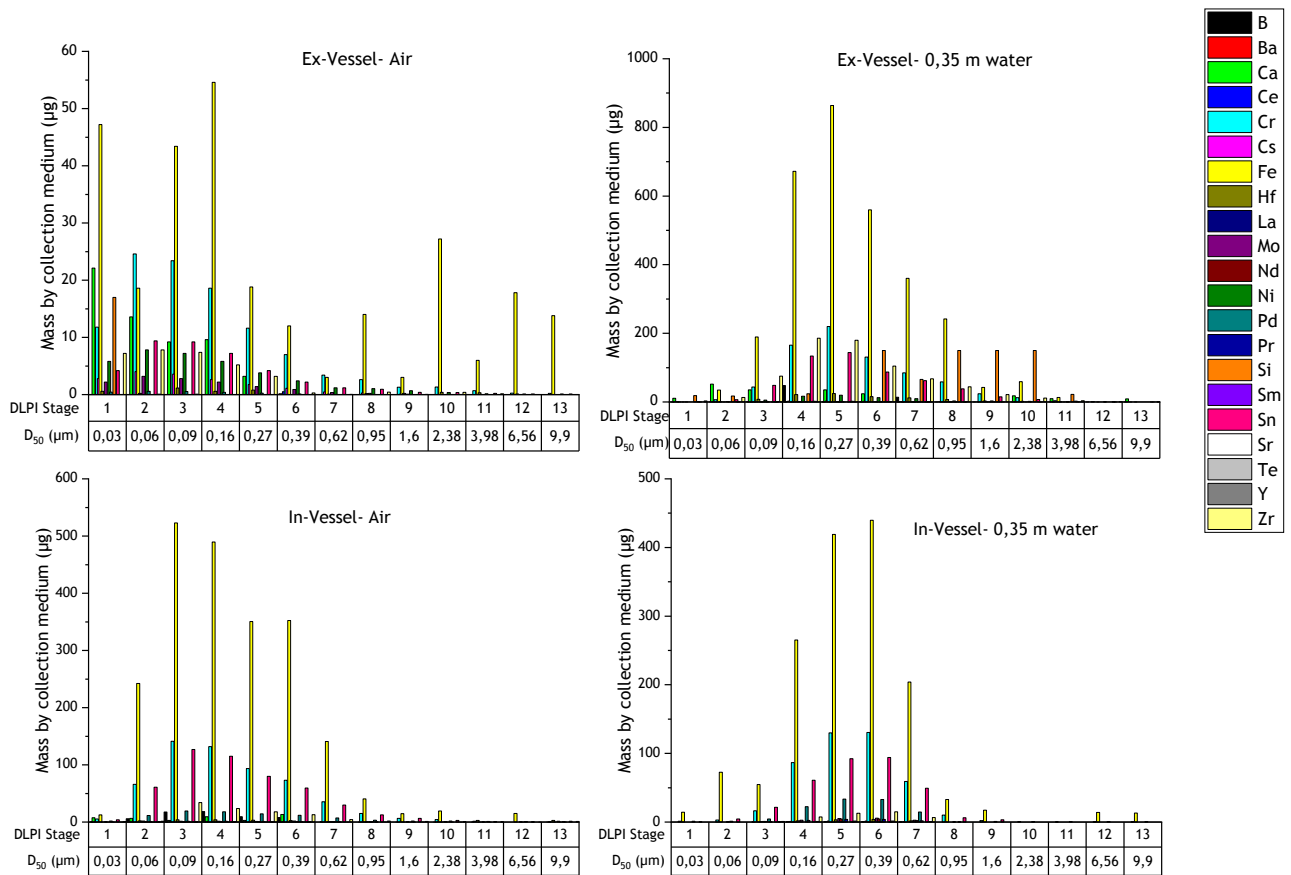 Ex-Vessel- Air
Mass by collection medium (µg)
60
50
40
30
20
10
0
DLPI Stage 1 2 3 4 5 6 7 8 9 10 11 12 13
D50 (µm) 0,03 0,06 0,09 0,16 0,27 0,39 0,62 0,95 1,6 2,38 3,98 6,56 9,9
Ex-Vessel- 0,35 m water
Mass by collection medium (µg)
1000
800
600
400
200
0
DLPI Stage 1 2 3 4 5 6 7 8 9 10 11 12 13
D50 (µm) 0,03 0,06 0,09 0,16 0,27 0,39 0,62 0,95 1,6 2,38 3,98 6,56 9,9
B
Ba
Ca
Ce
Cr
Cs
Fe
Hf
La
Mo
Nd
Ni
Pd
Pr
Si
Sm
Sn
Sr
Te
Y
Zr
In-Vessel- Air
Mass by collection medium (µg)
600
500
400
300
200
100
0
DLPI Stage 1 2 3 4 5 6 7 8 9 10 11 12 13
D50 (µm) 0,03 0,06 0,09 0,16 0,27 0,39 0,62 0,95 1,6 2,38 3,98 6,56 9,9
In-Vessel- 0,35 m water
Mass by collection medium (µg)
500
400
300
200
100
0
DLPI Stage 1 2 3 4 5 6 7 8 9 10 11 12 13
D50 (µm) 0,03 0,06 0,09 0,16 0,27 0,39 0,62 0,95 1,6 2,38 3,98 6,56 9,9